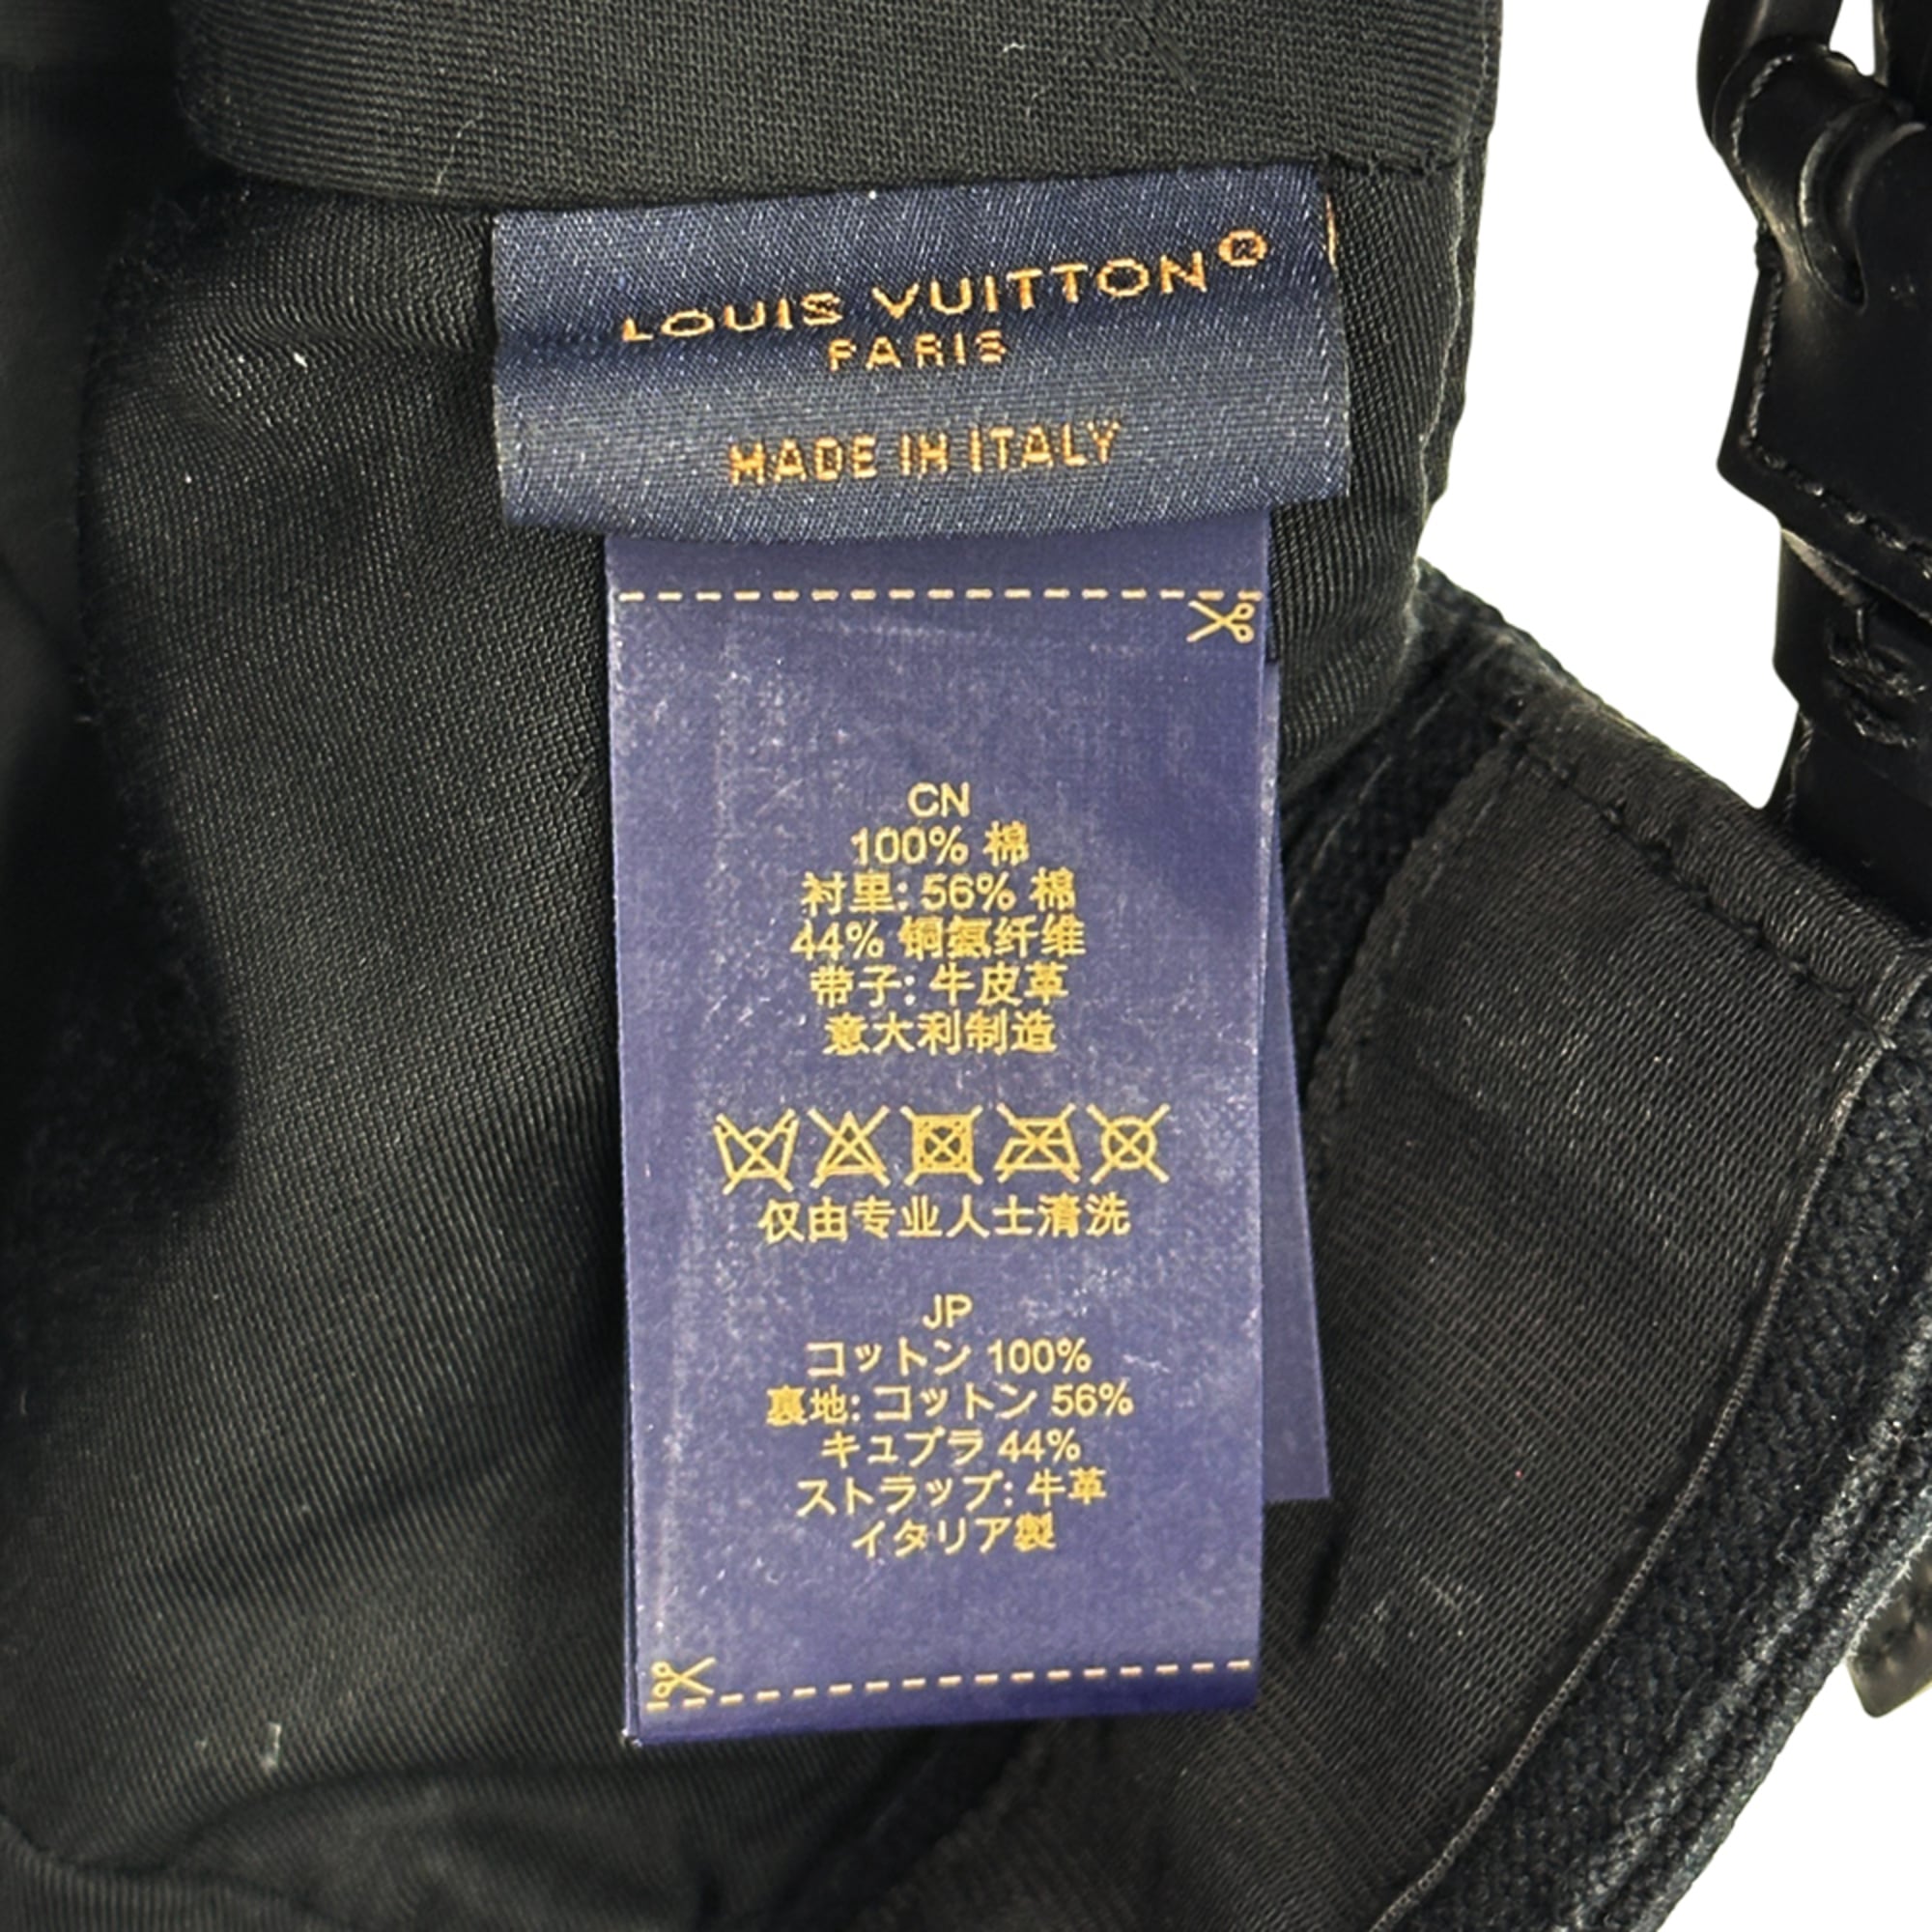 LOUIS VUITTON®
PARIS
MADE IN ITALY
CN
100% 棉
衬里: 56% 棉
44% 铜氨纤维
带子: 牛皮革
意大利制造
仅由专业人士清洗
JP
コットン 100%
裏地: コットン 56%
キュプラ 44%
ストラップ: 牛革
イタリア製